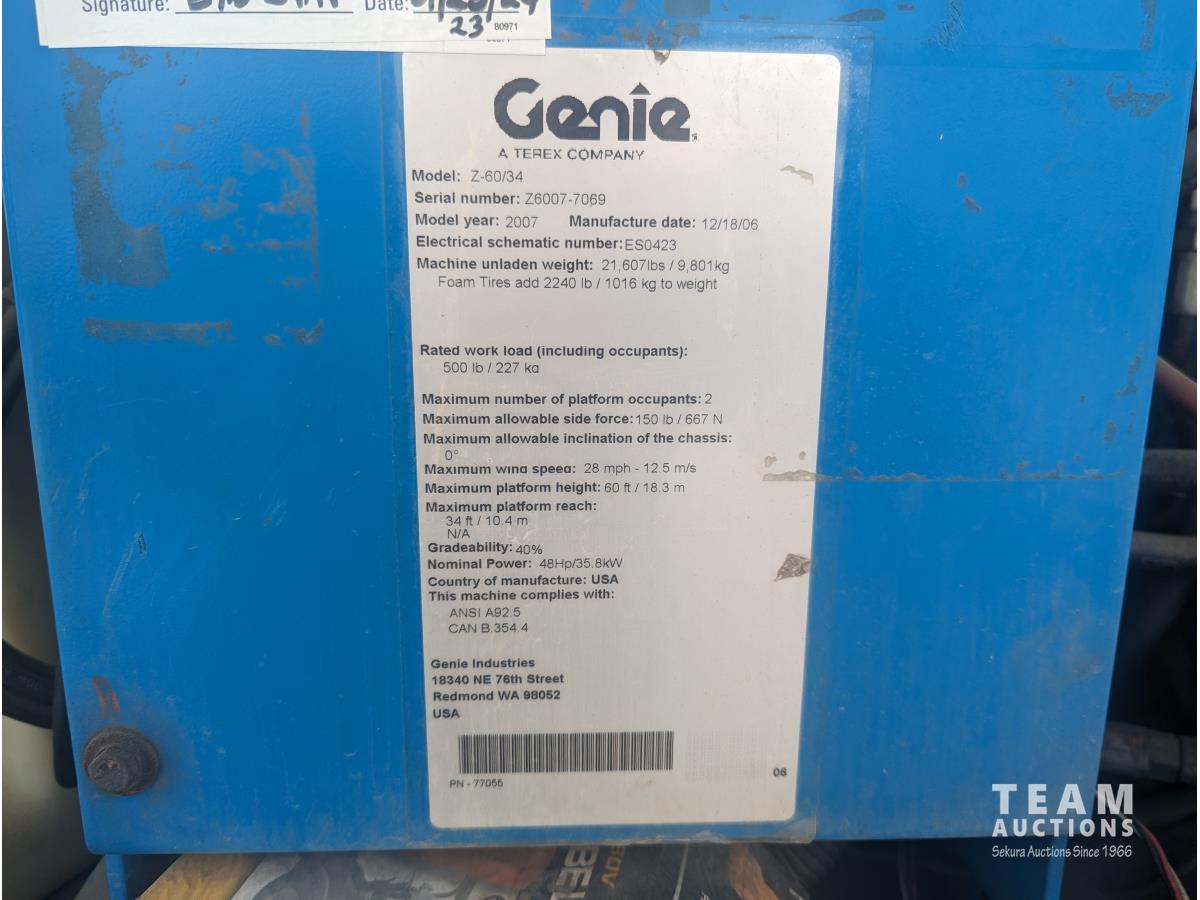 Signature: Date:
23 80971
Genie
A TEREX COMPANY
Model: Z-60/34
Serial number: Z6007-7069
Model year: 2007 Manufacture date: 12/18/06
Electrical schematic number: ES0423
Machine unladen weight: 21,607lbs / 9,801kg
Foam Tires add 2240 lb / 1016 kg to weight
Rated work load (including occupants):
500 lb / 227 kg
Maximum number of platform occupants: 2
Maximum allowable side force: 150 lb / 667 N
Maximum allowable inclination of the chassis:
0°
Maximum wind speed: 28 mph - 12.5 m/s
Maximum platform height: 60 ft / 18.3 m
Maximum platform reach:
34 ft / 10.4 m
N/A
Gradeability: 40%
Nominal Power: 48Hp/35.8kW
Country of manufacture: USA
This machine complies with:
ANSI A92.5
CAN B.354.4
Genie Industries
18340 NE 76th Street
Redmond WA 98052
USA
PN - 77055
06
TEAM
AUCTIONS
Sekura Auctions Since 1966